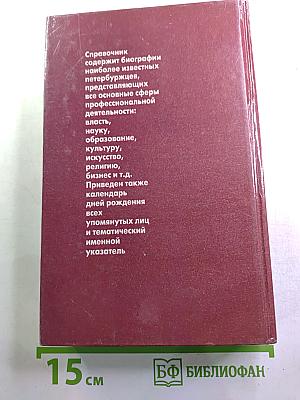 Справочник
содержит биографии
наиболее известных
петербуржцев,
представляющих
все основные сферы
профессиональной
деятельности:
власть,
науку,
образование,
культуру,
искусство,
религию,
бизнес и т.д.
Приведен также
календарь
дней рождения
всех
упомянутых лиц
и тематический
именной
указатель
15 см
БФ БИБЛИОФАН